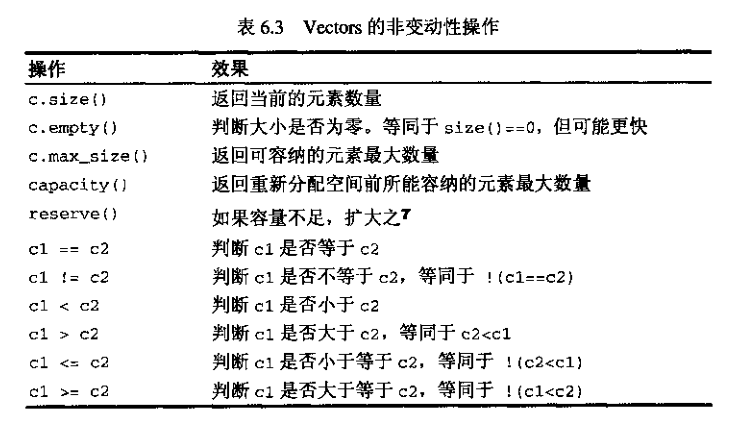 表 6.3 Vectors 的非变动性操作
操作 效果
c.size() 返回当前的元素数量
c.empty() 判断大小是否为零。等同于 size()==0，但可能更快
c.max_size() 返回可容纳的元素最大数量
capacity() 返回重新分配空间前所能容纳的元素最大数量
reserve() 如果容量不足，扩大之7
c1 == c2 判断 c1 是否等于 c2
c1 != c2 判断 c1 是否不等于 c2，等同于 !(c1==c2)
c1 < c2 判断 c1 是否小于 c2
c1 > c2 判断 c1 是否大于 c2，等同于 c2<c1
c1 <= c2 判断 c1 是否小于等于 c2，等同于 !(c2<c1)
c1 >= c2 判断 c1 是否大于等于 c2，等同于 !(c1<c2)